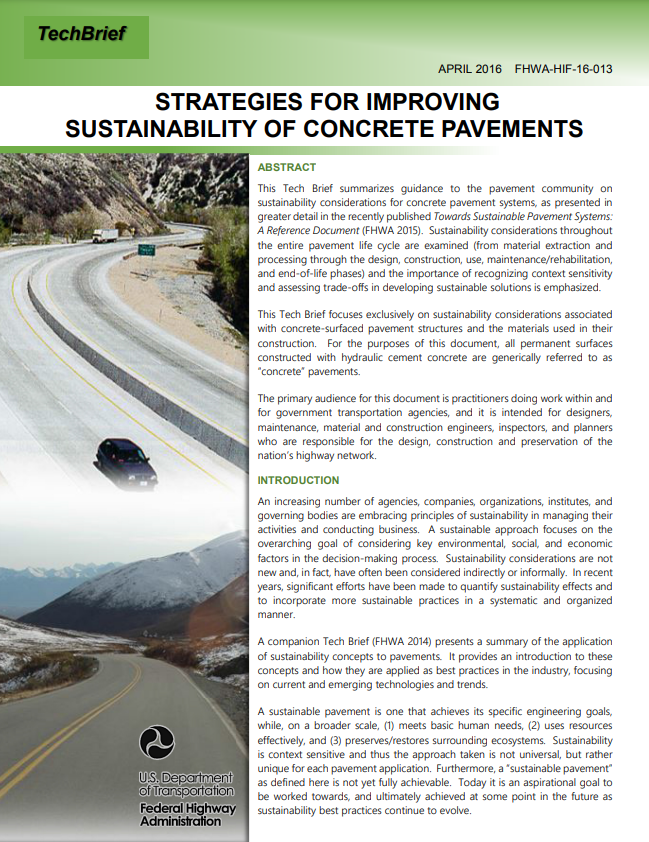 TechBrief
APRIL 2016 FHWA-HIF-16-013
STRATEGIES FOR IMPROVING
SUSTAINABILITY OF CONCRETE PAVEMENTS
ABSTRACT
This Tech Brief summarizes guidance to the pavement community on
sustainability considerations for concrete pavement systems, as presented in
greater detail in the recently published Towards Sustainable Pavement Systems:
A Reference Document (FHWA 2015). Sustainability considerations throughout
the entire pavement life cycle are examined (from material extraction and
processing through the design, construction, use, maintenance/rehabilitation,
and end-of-life phases) and the importance of recognizing context sensitivity
and assessing trade-offs in developing sustainable solutions is emphasized.
This Tech Brief focuses exclusively on sustainability considerations associated
with concrete-surfaced pavement structures and the materials used in their
construction. For the purposes of this document, all permanent surfaces
constructed with hydraulic cement concrete are generically referred to as
“concrete” pavements.
The primary audience for this document is practitioners doing work within and
for government transportation agencies, and it is intended for designers,
maintenance, material and construction engineers, inspectors, and planners
who are responsible for the design, construction and preservation of the
nation’s highway network.
INTRODUCTION
An increasing number of agencies, companies, organizations, institutes, and
governing bodies are embracing principles of sustainability in managing their
activities and conducting business. A sustainable approach focuses on the
overarching goal of considering key environmental, social, and economic
factors in the decision-making process. Sustainability considerations are not
new and, in fact, have often been considered indirectly or informally. In recent
years, significant efforts have been made to quantify sustainability effects and
to incorporate more sustainable practices in a systematic and organized
manner.
A companion Tech Brief (FHWA 2014) presents a summary of the application
of sustainability concepts to pavements. It provides an introduction to these
concepts and how they are applied as best practices in the industry, focusing
on current and emerging technologies and trends.
A sustainable pavement is one that achieves its specific engineering goals,
while, on a broader scale, (1) meets basic human needs, (2) uses resources
effectively, and (3) preserves/restores surrounding ecosystems. Sustainability
is context sensitive and thus the approach taken is not universal, but rather
unique for each pavement application. Furthermore, a “sustainable pavement”
as defined here is not yet fully achievable. Today it is an aspirational goal to
be worked towards, and ultimately achieved at some point in the future as
sustainability best practices continue to evolve.
U.S. Department
of Transportation
Federal Highway
Administration